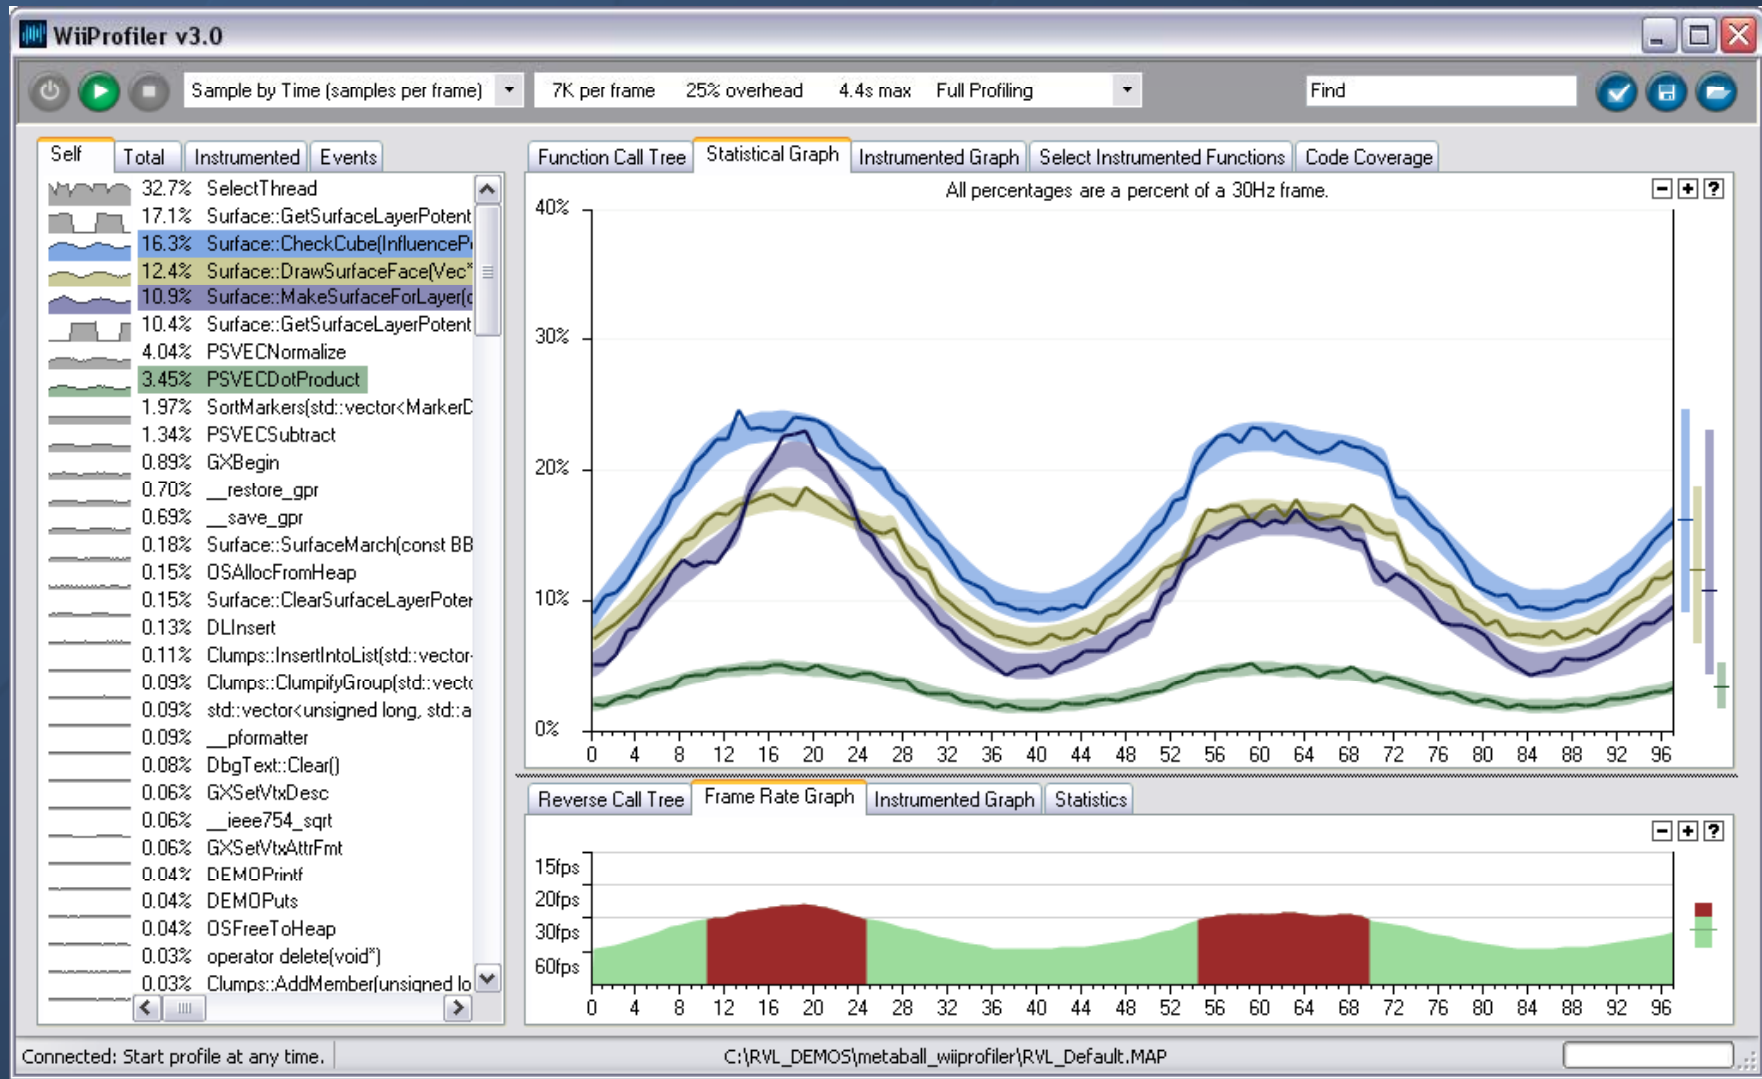 WiiProfiler v3.0
Sample by Time (samples per frame) 7K per frame 25% overhead 4.4s max Full Profiling Find
Self Total Instrumented Events
32.7% SelectThread
17.1% Surface::GetSurfaceLayerPotent
16.3% Surface::CheckCube(InfluenceP
12.4% Surface::DrawSurfaceFace(Vec*
10.9% Surface::MakeSurfaceForLayer(c
10.4% Surface::GetSurfaceLayerPotent
4.04% PSVECNormalize
3.45% PSVECDotProduct
1.97% SortMarkers(std::vector<MarkerD
1.34% PSVECSubtract
0.89% GXBegin
0.70% __restore_gpr
0.69% __save_gpr
0.18% Surface::SurfaceMarch(const BB
0.15% OSAllocFromHeap
0.15% Surface::ClearSurfaceLayerPoter
0.13% DLInsert
0.11% Clumps::InsertIntoList(std::vector
0.09% Clumps::ClumpifyGroup(std::vecto
0.09% std::vector<unsigned long, std::a
0.09% __pformatter
0.08% DbgText::Clear()
0.06% GXSetVtxDesc
0.06% __ieee754_sqrt
0.06% GXSetVtxAttrFmt
0.04% DEMOPrintf
0.04% DEMOPuts
0.04% OSFreeToHeap
0.03% operator delete(void*)
0.03% Clumps::AddMember(unsigned lo
Function Call Tree Statistical Graph Instrumented Graph Select Instrumented Functions Code Coverage
All percentages are a percent of a 30Hz frame.
40%
30%
20%
10%
0%
0 4 8 12 16 20 24 28 32 36 40 44 48 52 56 60 64 68 72 76 80 84 88 92 96
Reverse Call Tree Frame Rate Graph Instrumented Graph Statistics
15fps
20fps
30fps
60fps
0 4 8 12 16 20 24 28 32 36 40 44 48 52 56 60 64 68 72 76 80 84 88 92 96
Connected: Start profile at any time. C:\RVL_DEMOS\metaball_wiiprofiler\RVL_Default.MAP